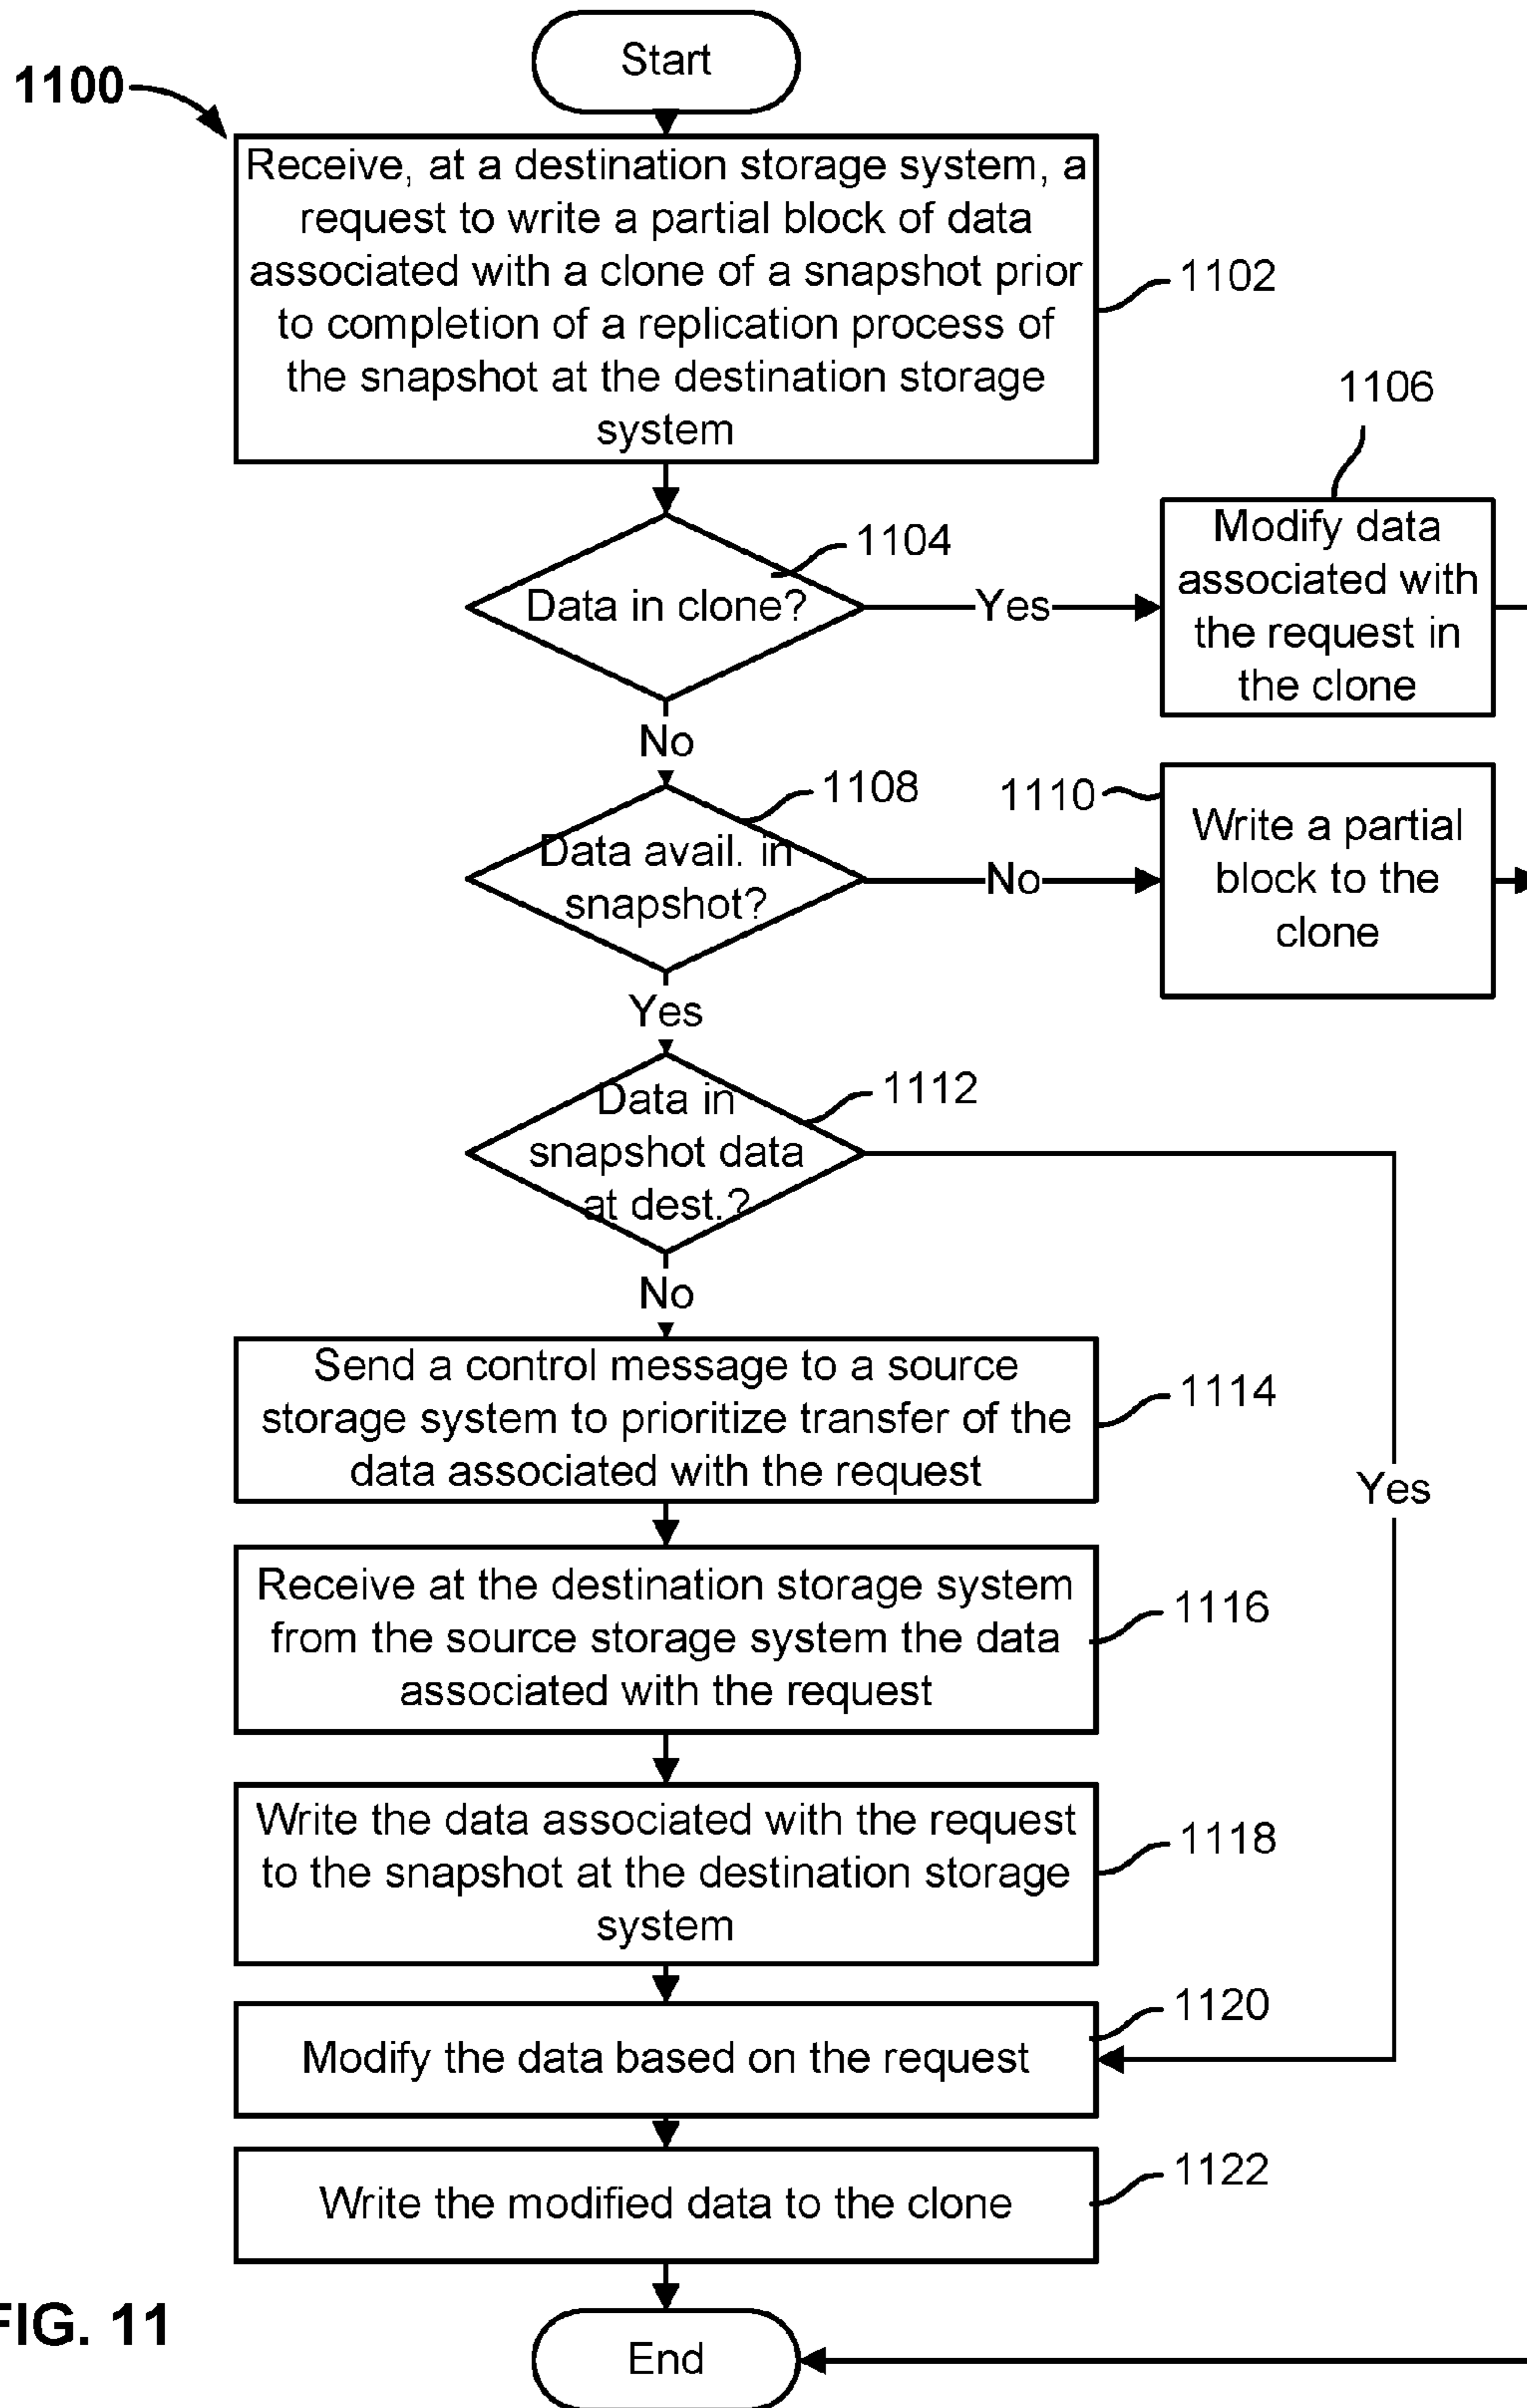 Start
1100
Receive, at a destination storage system, a
request to write a partial block of data
associated with a clone of a snapshot prior
to completion of a replication process of
the snapshot at the destination storage
system
1102
1104
Data in clone?
Yes
1106
Modify data
associated with
the request in
the clone
No
1108
Data avail. in
snapshot?
No
1110
Write a partial
block to the
clone
Yes
1112
Data in
snapshot data
at dest.?
Yes
No
Send a control message to a source
storage system to prioritize transfer of the
data associated with the request
1114
Receive at the destination storage system
from the source storage system the data
associated with the request
1116
Write the data associated with the request
to the snapshot at the destination storage
system
1118
Modify the data based on the request
1120
Write the modified data to the clone
1122
End
FIG. 11